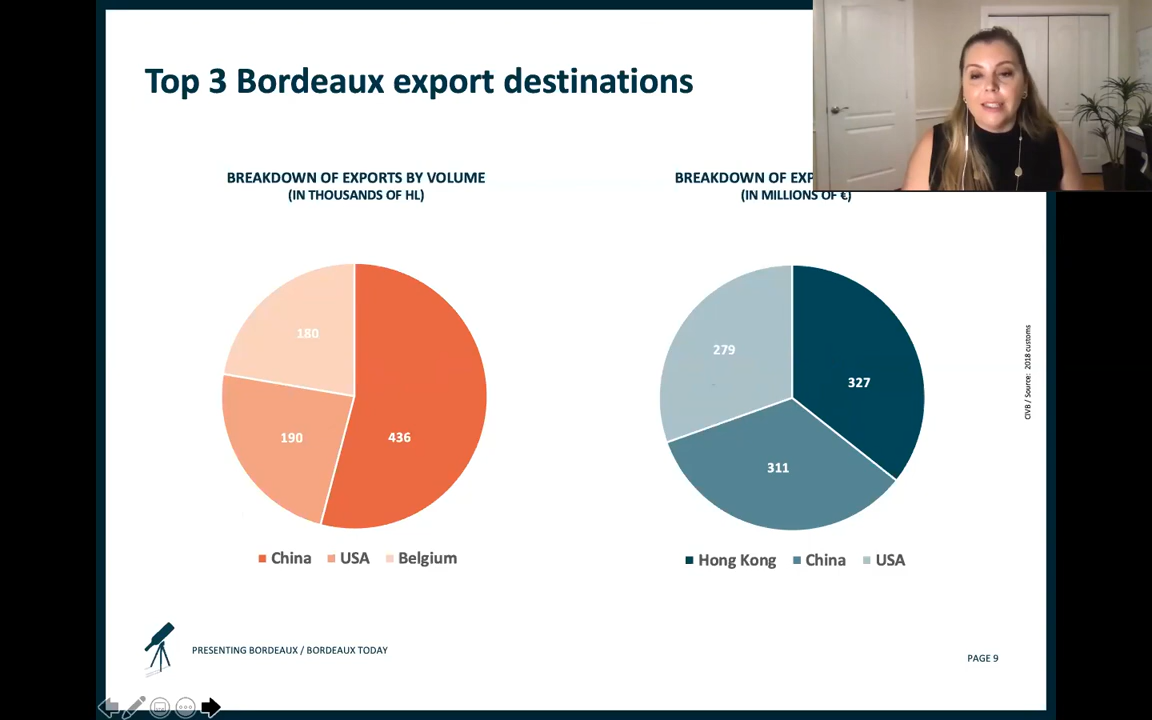 Top 3 Bordeaux export destinations
BREAKDOWN OF EXPORTS BY VOLUME
(IN THOUSANDS OF HL)
180
190
436
China USA Belgium
BREAKDOWN OF EXP
(IN MILLIONS OF €)
279
327
311
Hong Kong China USA
CIVB / Source: 2018 customs
PRESENTING BORDEAUX / BORDEAUX TODAY
PAGE 9